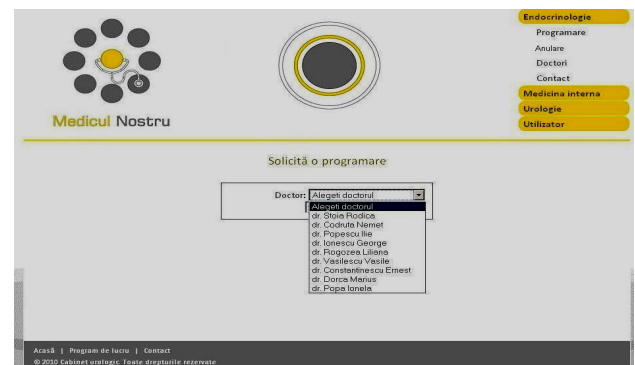 Medicul Nostru
Endocrinologie
Programare
Anulare
Doctori
Contact
Medicina interna
Urologie
Utilizator
Solicită o programare
Doctor: Alegeti doctorul
Alegeti doctorul
dr. Stoia Rodica
dr. Codruta Nemet
dr. Popescu Ilie
dr. Ionescu George
dr. Rogozea Liliana
dr. Vasilescu Vasile
dr. Constantinescu Ernest
dr. Dorca Marius
dr. Popa Ionela
Acasă | Program de lucru | Contact
© 2010 Cabinet urologic. Toate drepturile rezervate